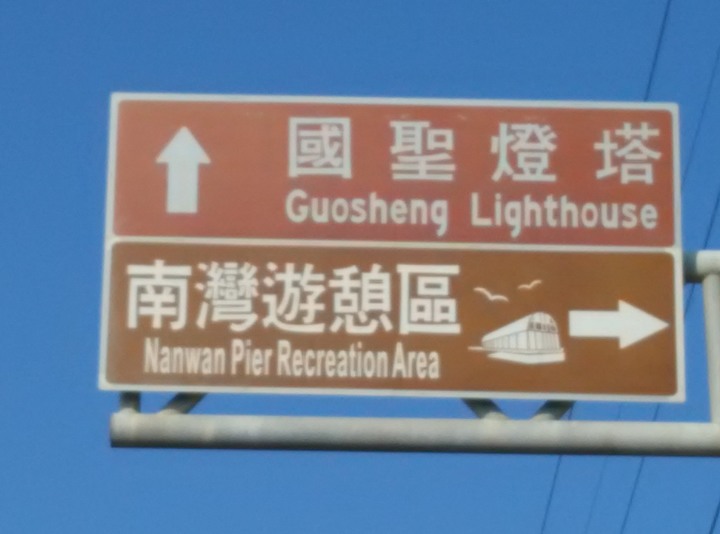 國聖燈塔
Guosheng Lighthouse
南灣遊憩區
Nanwan Pier Recreation Area